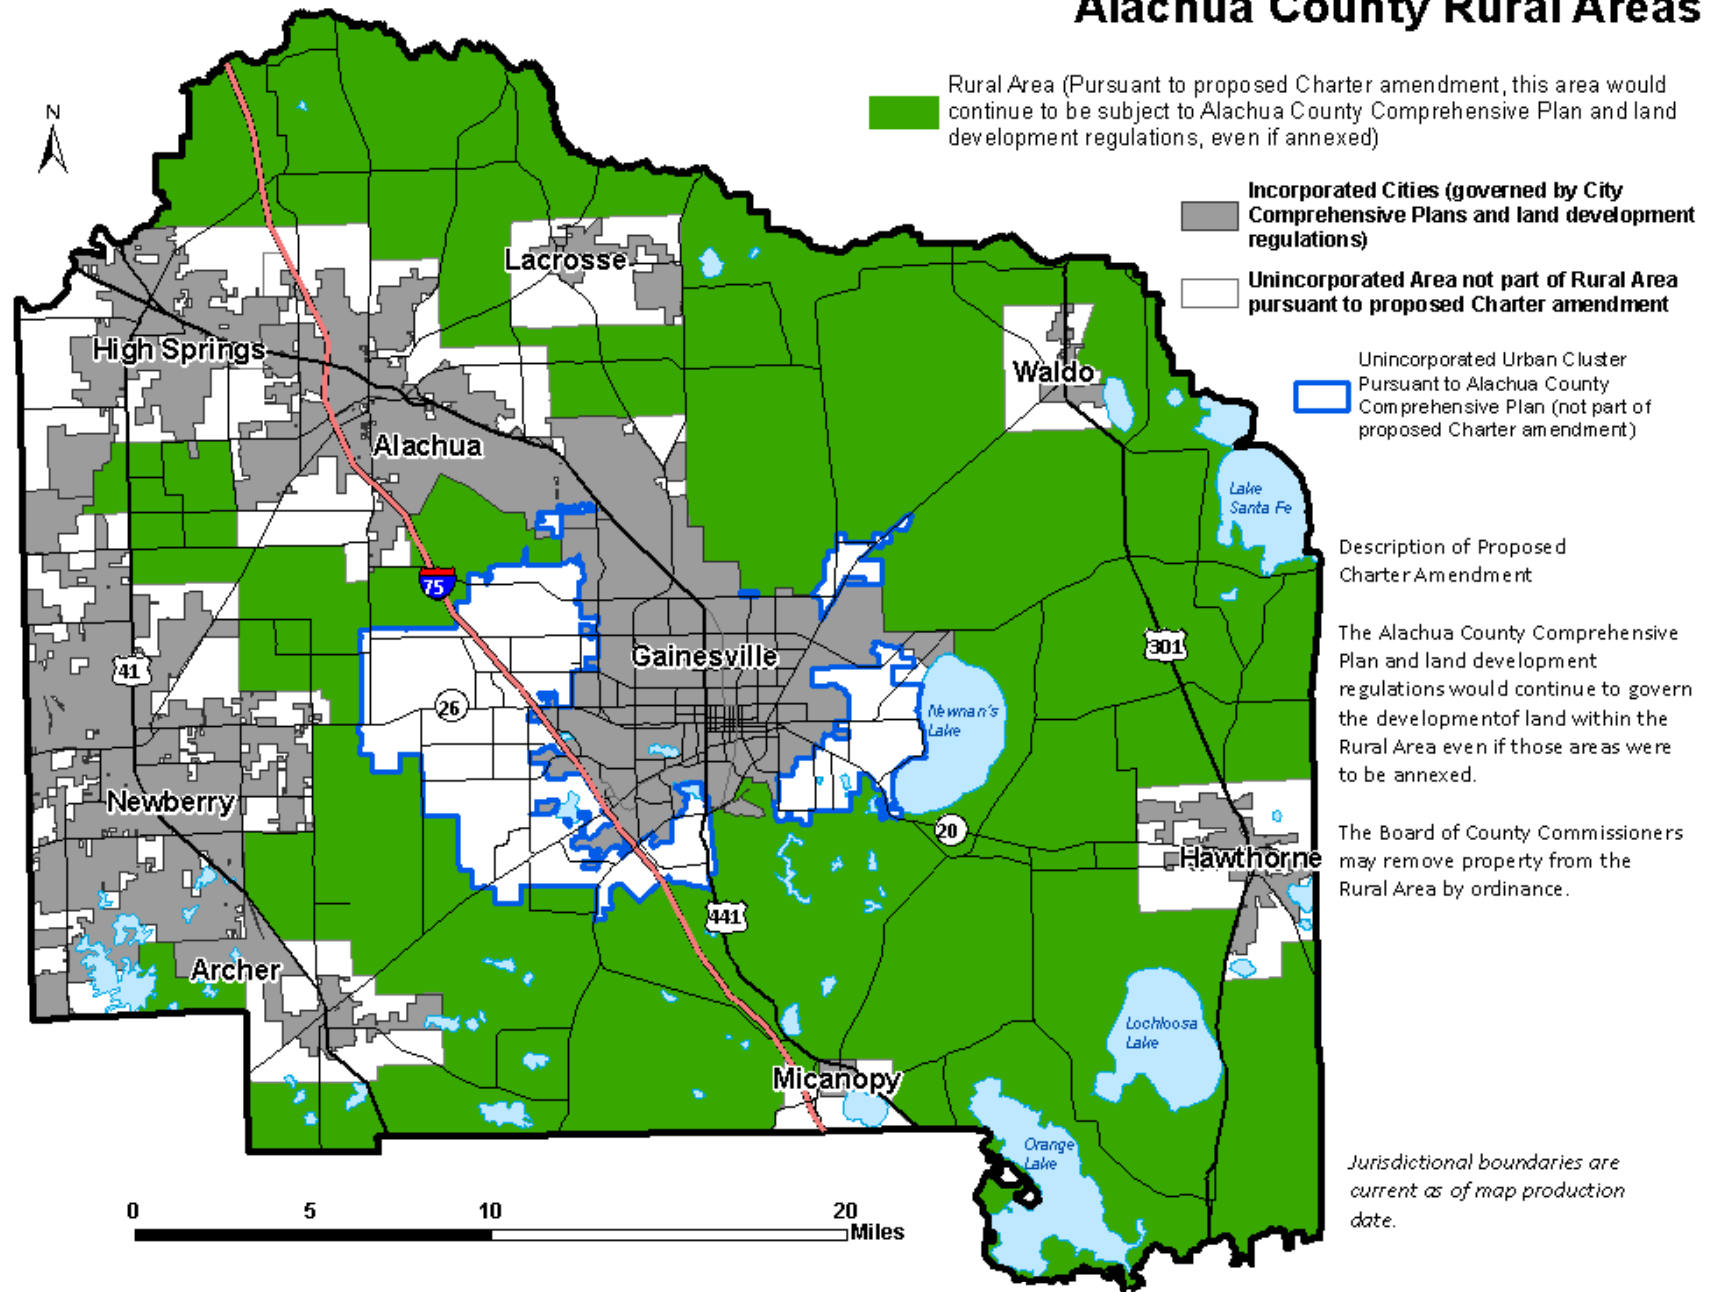 Alachua County Rural Areas
Rural Area (Pursuant to proposed Charter amendment, this area would
continue to be subject to Alachua County Comprehensive Plan and land
development regulations, even if annexed)
N
Incorporated Cities (governed by City
Comprehensive Plans and land development
regulations)
Unincorporated Area not part of Rural Area
pursuant to proposed Charter amendment
Unincorporated Urban Cluster
Pursuant to Alachua County
Comprehensive Plan (not part of
proposed Charter amendment)
Lacrosse
High Springs
Waldo
Alachua
Lake
Santa Fe
Description of Proposed
Charter Amendment
75
The Alachua County Comprehensive
Plan and land development
regulations would continue to govern
the developmentof land within the
Rural Area even if those areas were
to be annexed.
301
Gainesville
41
26
Newnan's
Lake
Newberry
20
The Board of County Commissioners
may remove property from the
Rural Area by ordinance.
Hawthorne
441
Archer
Lochloosa
Lake
Micanopy
Orange
Lake
Jurisdictional boundaries are
current as of map production
date.
0 5 10 20
Miles